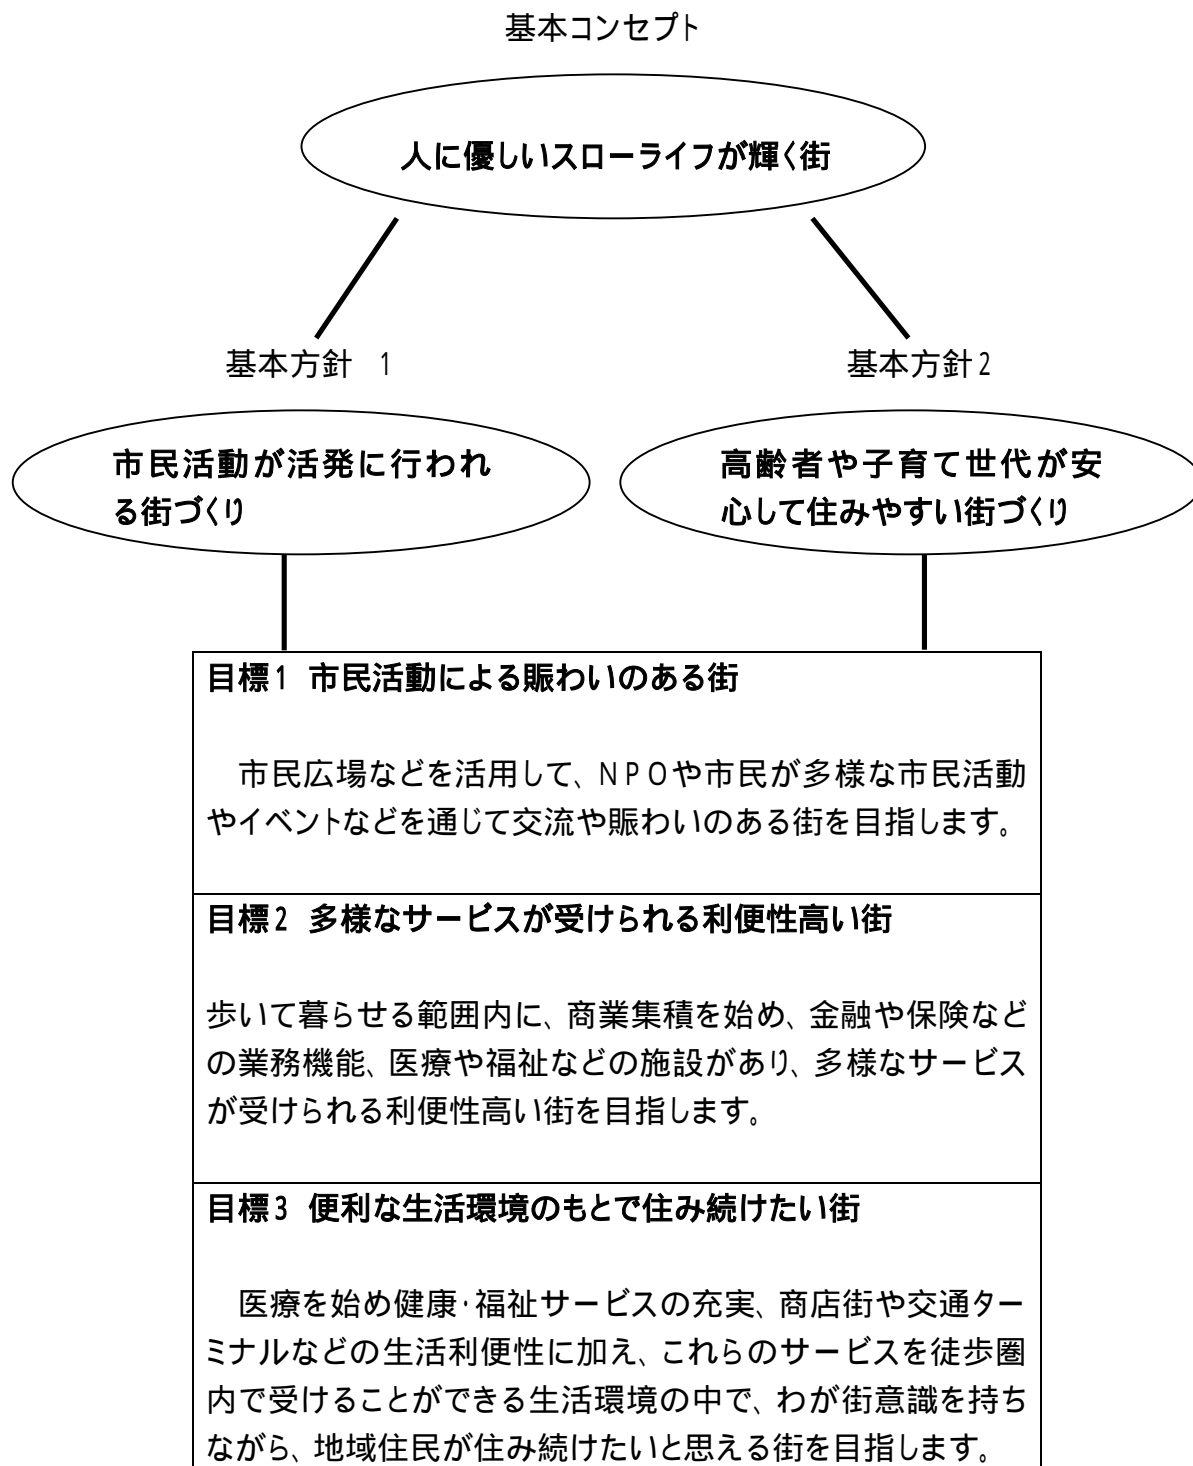 基本コンセプト
人に優しいスローライフが輝く街
基本方針　1
基本方針2
市民活動が活発に行われ
る街づくり
高齢者や子育て世代が安
心して住みやすい街づくり
目標1 市民活動による賑わいのある街
市民広場などを活用して、NPOや市民が多様な市民活動
やイベントなどを通じて交流や賑わいのある街を目指します。
目標2 多様なサービスが受けられる利便性高い街
歩いて暮らせる範囲内に、商業集積を始め、金融や保険など
の業務機能、医療や福祉などの施設があり、多様なサービス
が受けられる利便性高い街を目指します。
目標3 便利な生活環境のもとで住み続けたい街
医療を始め健康・福祉サービスの充実、商店街や交通ター
ミナルなどの生活利便性に加え、これらのサービスを徒歩圏
内で受けることができる生活環境の中で、わが街意識を持ち
ながら、地域住民が住み続けたいと思える街を目指します。